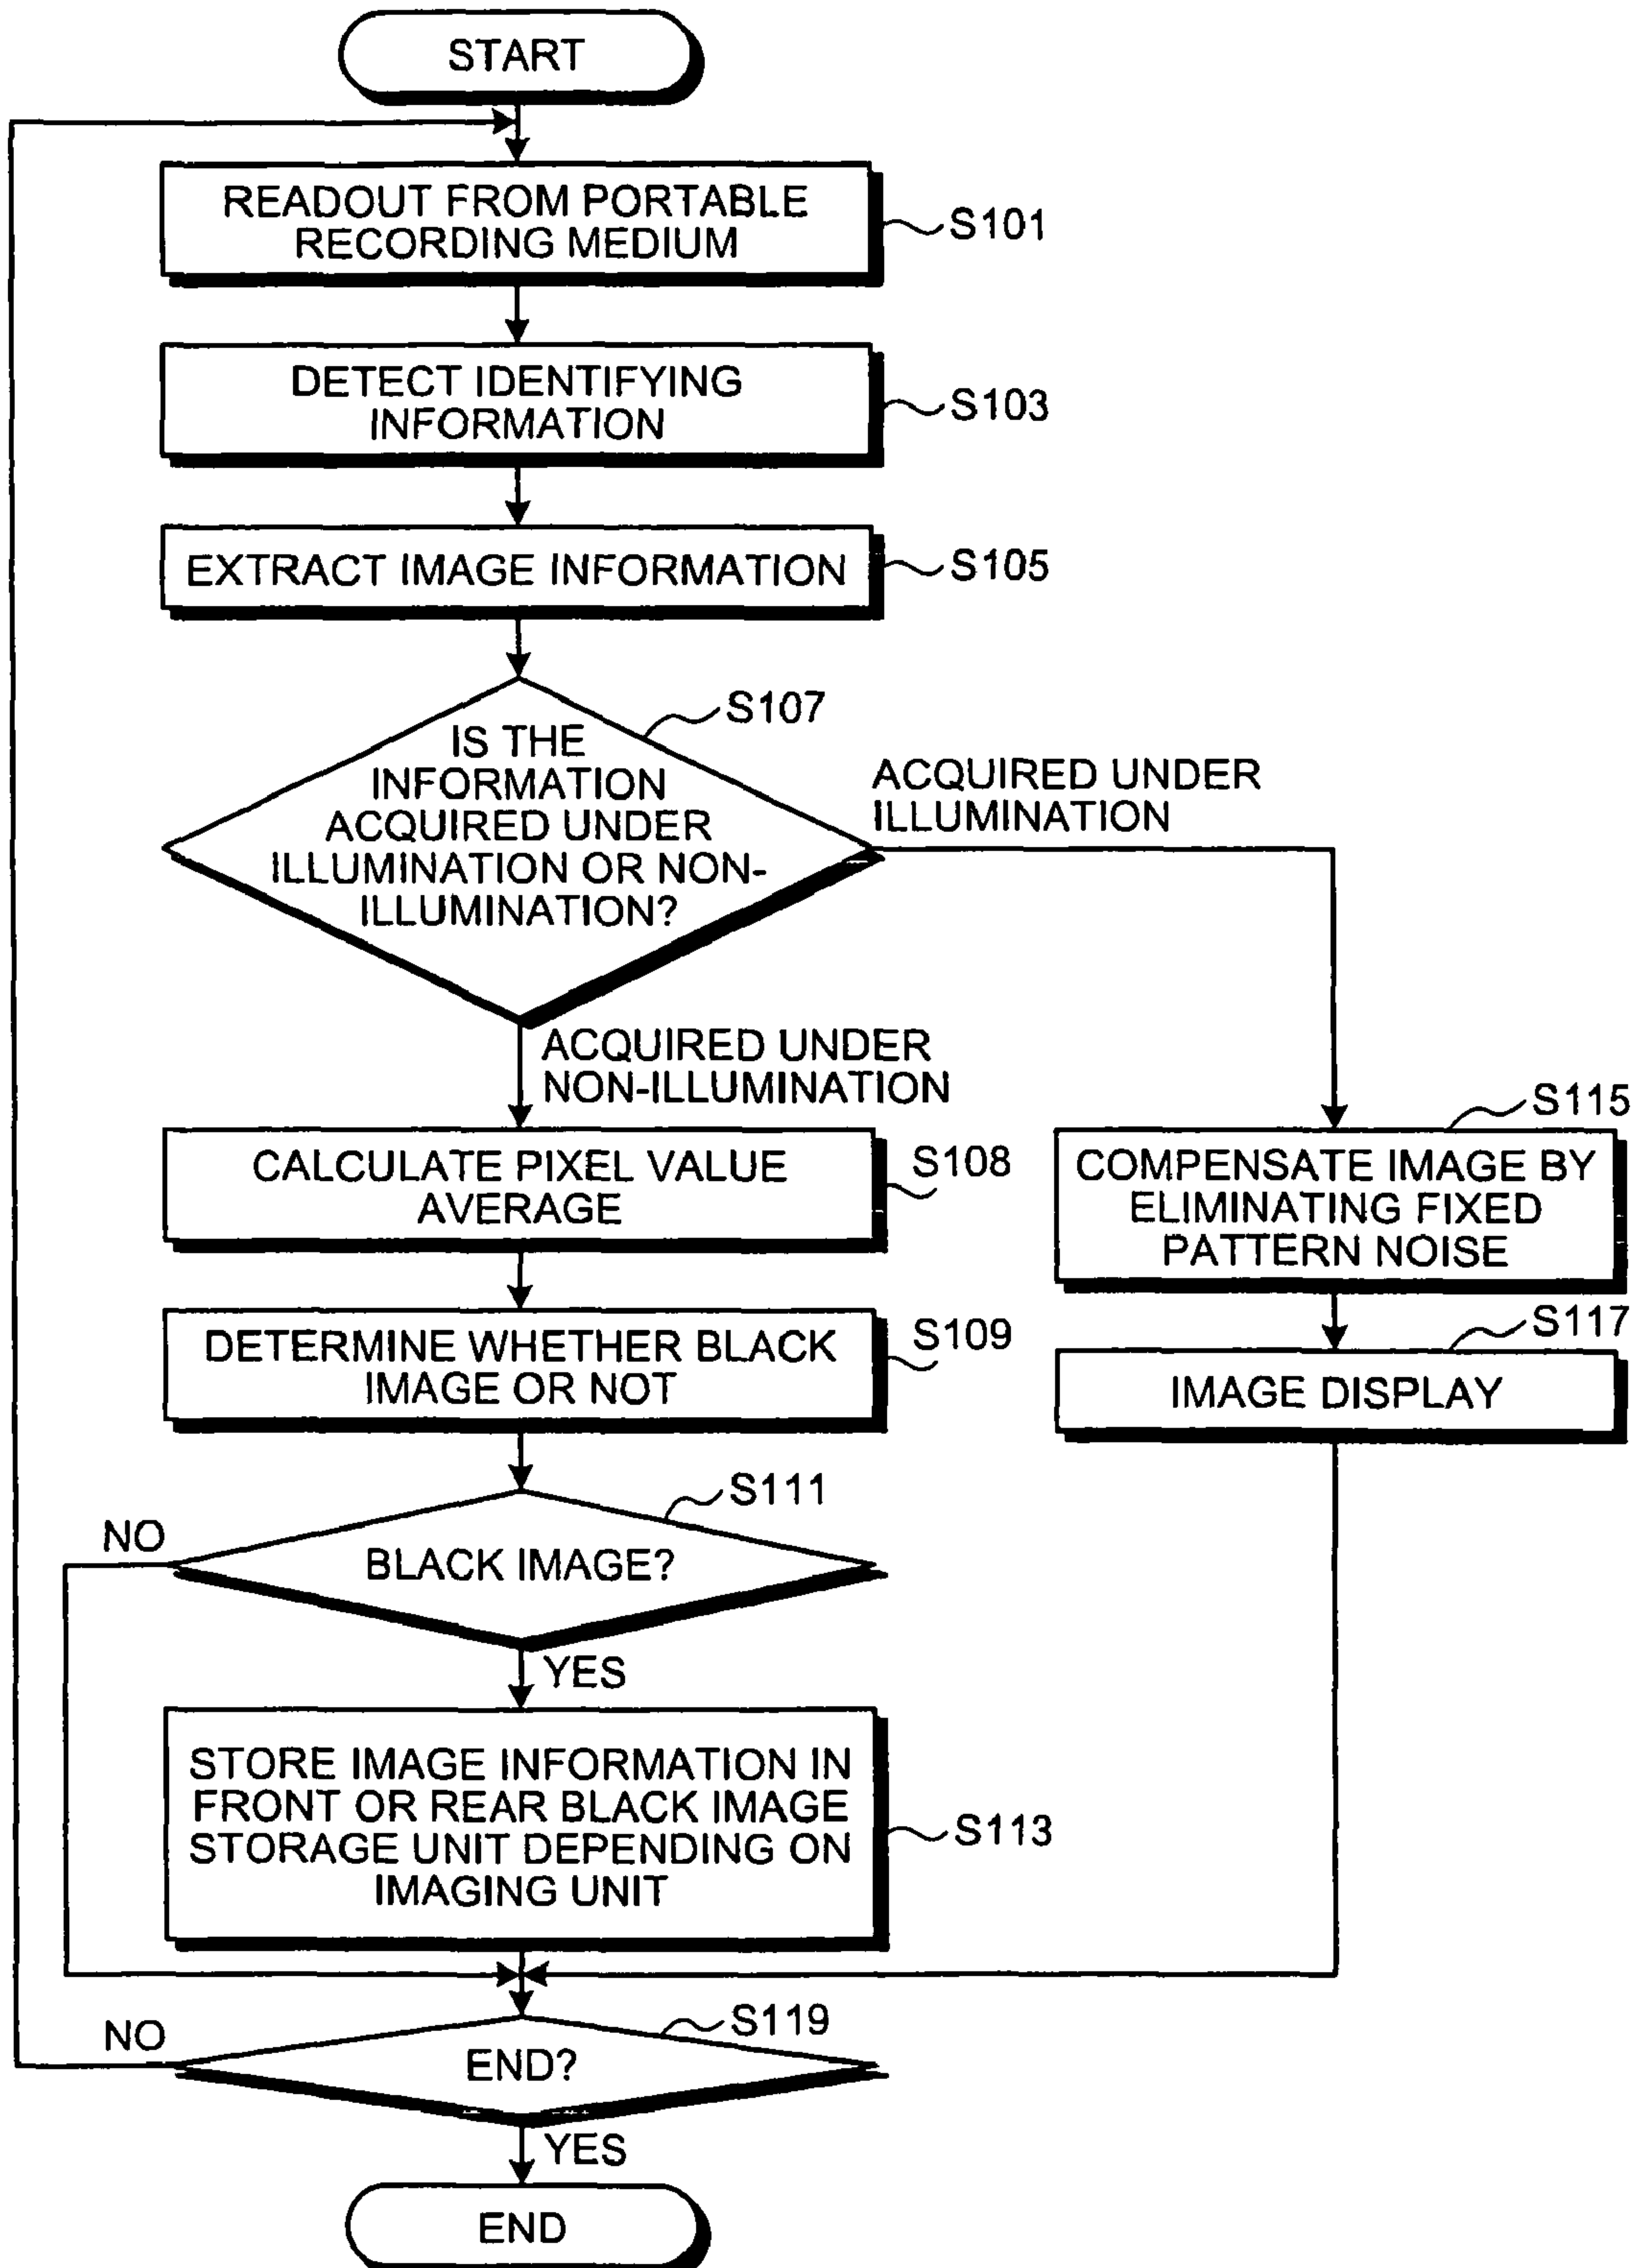 START
READOUT FROM PORTABLE
RECORDING MEDIUM
S101
DETECT IDENTIFYING
INFORMATION
S103
EXTRACT IMAGE INFORMATION
S105
S107
IS THE
INFORMATION
ACQUIRED UNDER
ILLUMINATION OR NON-
ILLUMINATION?
ACQUIRED UNDER
ILLUMINATION
ACQUIRED UNDER
NON-ILLUMINATION
S115
CALCULATE PIXEL VALUE
AVERAGE
S108
COMPENSATE IMAGE BY
ELIMINATING FIXED
PATTERN NOISE
S117
DETERMINE WHETHER BLACK
IMAGE OR NOT
S109
IMAGE DISPLAY
S111
NO
BLACK IMAGE?
YES
STORE IMAGE INFORMATION IN
FRONT OR REAR BLACK IMAGE
STORAGE UNIT DEPENDING ON
IMAGING UNIT
S113
S119
NO
END?
YES
END